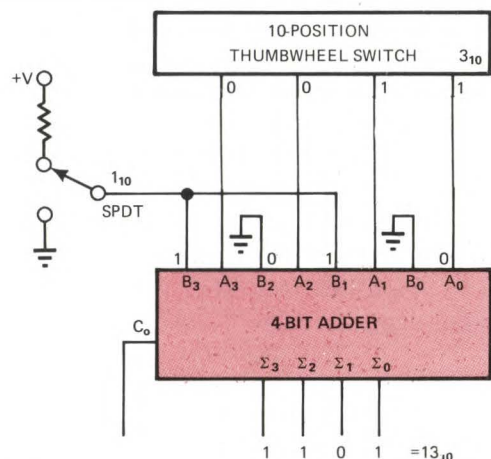 10-POSITION
THUMBWHEEL SWITCH 3₁₀
+V
0 0 1 1
1₁₀
SPDT
1 0 1 0
B₃ A₃ B₂ A₂ B₁ A₁ B₀ A₀
C₀
4-BIT ADDER
Σ₃ Σ₂ Σ₁ Σ₀
1 1 0 1 =13₁₀